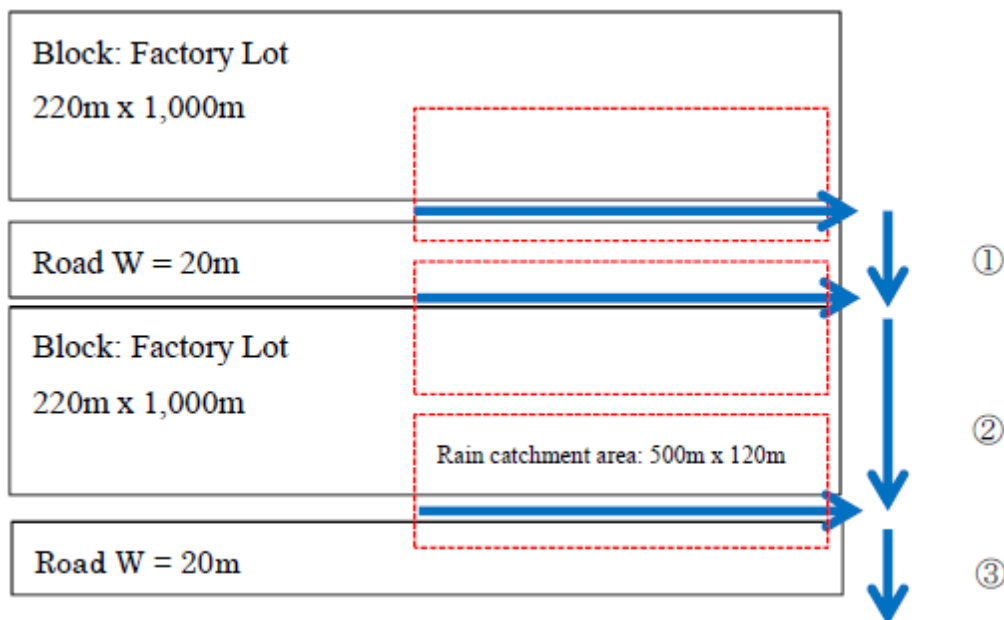 Block: Factory Lot
220m x 1,000m
Road W = 20m
①
Block: Factory Lot
220m x 1,000m
②
Rain catchment area: 500m x 120m
Road W = 20m
③